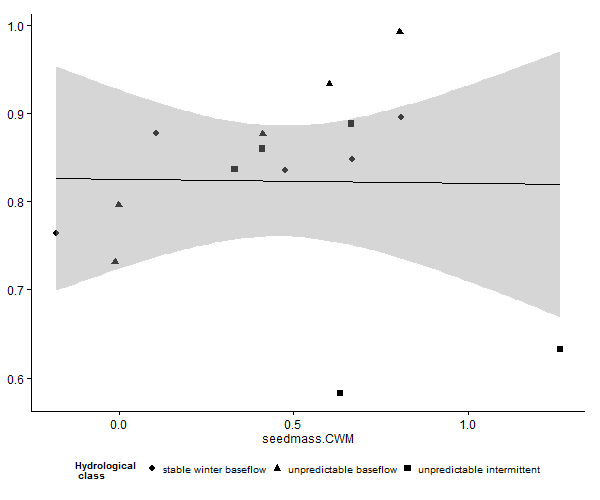 1.0
0.9
0.8
0.7
0.6
0.0 0.5 1.0
seedmass.CWM
Hydrological
class
stable winter baseflow unpredictable baseflow unpredictable intermittent